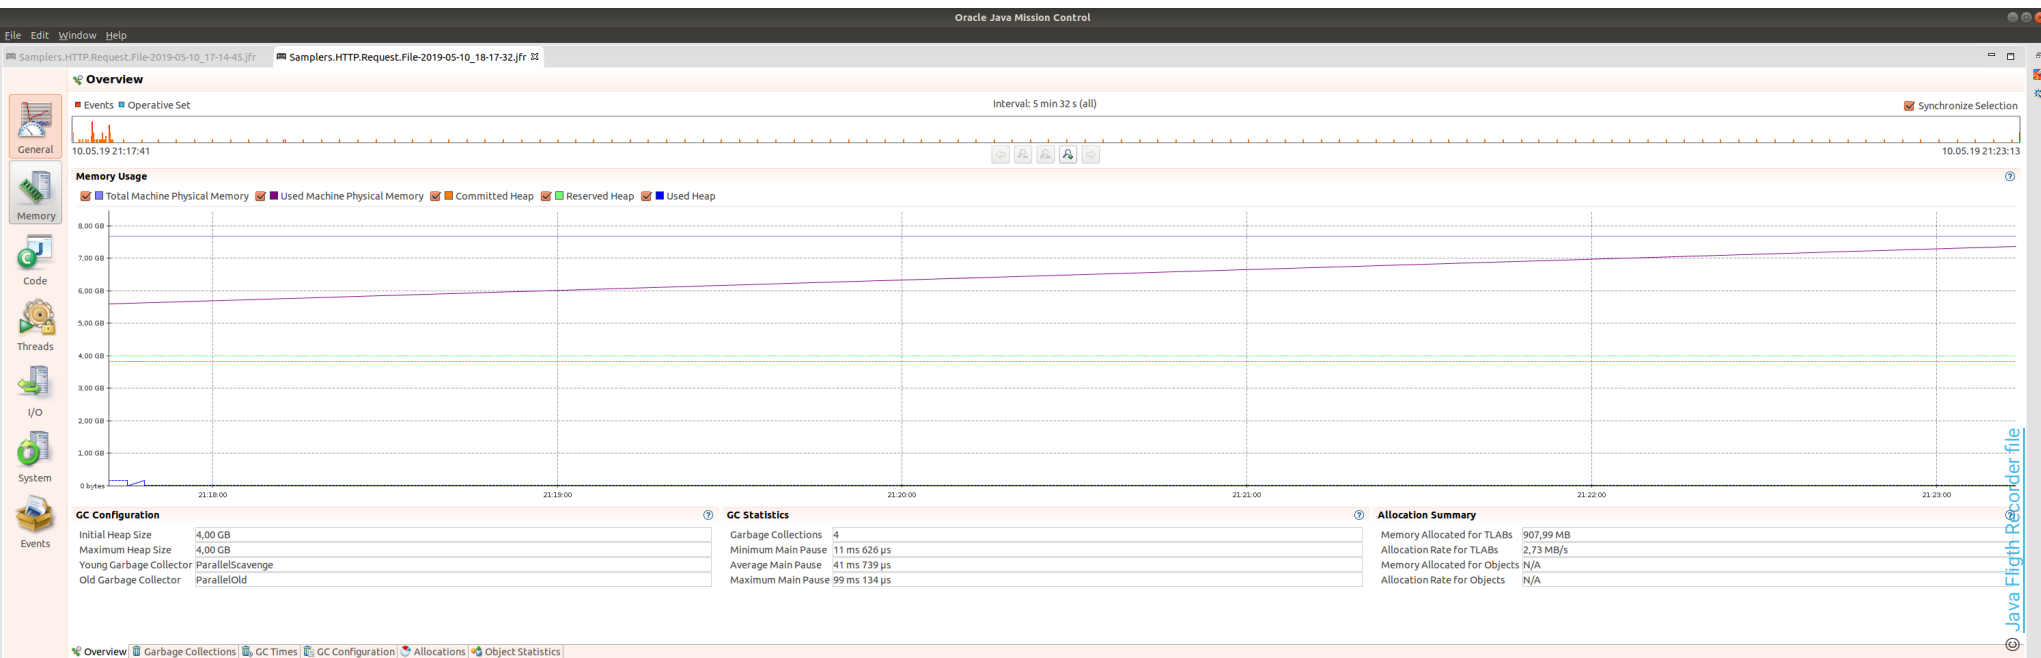 Oracle Java Mission Control
File Edit Window Help
Samplers.HTTP.Request.File-2019-05-10_17-14-45.jfr Samplers.HTTP.Request.File-2019-05-10_18-17-32.jfr
Overview
Events Operative Set Interval: 5 min 32 s (all) Synchronize Selection
10.05.19 21:17:41 10.05.19 21:23:13
General
Memory
Code
Threads
I/O
System
Events
Memory Usage
Total Machine Physical Memory Used Machine Physical Memory Committed Heap Reserved Heap Used Heap
8,00 GB
7,00 GB
6,00 GB
5,00 GB
4,00 GB
3,00 GB
2,00 GB
1,00 GB
0 bytes
21:18:00 21:19:00 21:20:00 21:21:00 21:22:00 21:23:00
GC Configuration
Initial Heap Size 4,00 GB
Maximum Heap Size 4,00 GB
Young Garbage Collector ParallelScavenge
Old Garbage Collector ParallelOld
GC Statistics
Garbage Collections 4
Minimum Main Pause 11 ms 626 µs
Average Main Pause 41 ms 739 µs
Maximum Main Pause 99 ms 134 µs
Allocation Summary
Memory Allocated for TLABs 907,99 MB
Allocation Rate for TLABs 2,73 MB/s
Memory Allocated for Objects N/A
Allocation Rate for Objects N/A
© Java Fligth Recorder file
Overview Garbage Collections GC Times GC Configuration Allocations Object Statistics